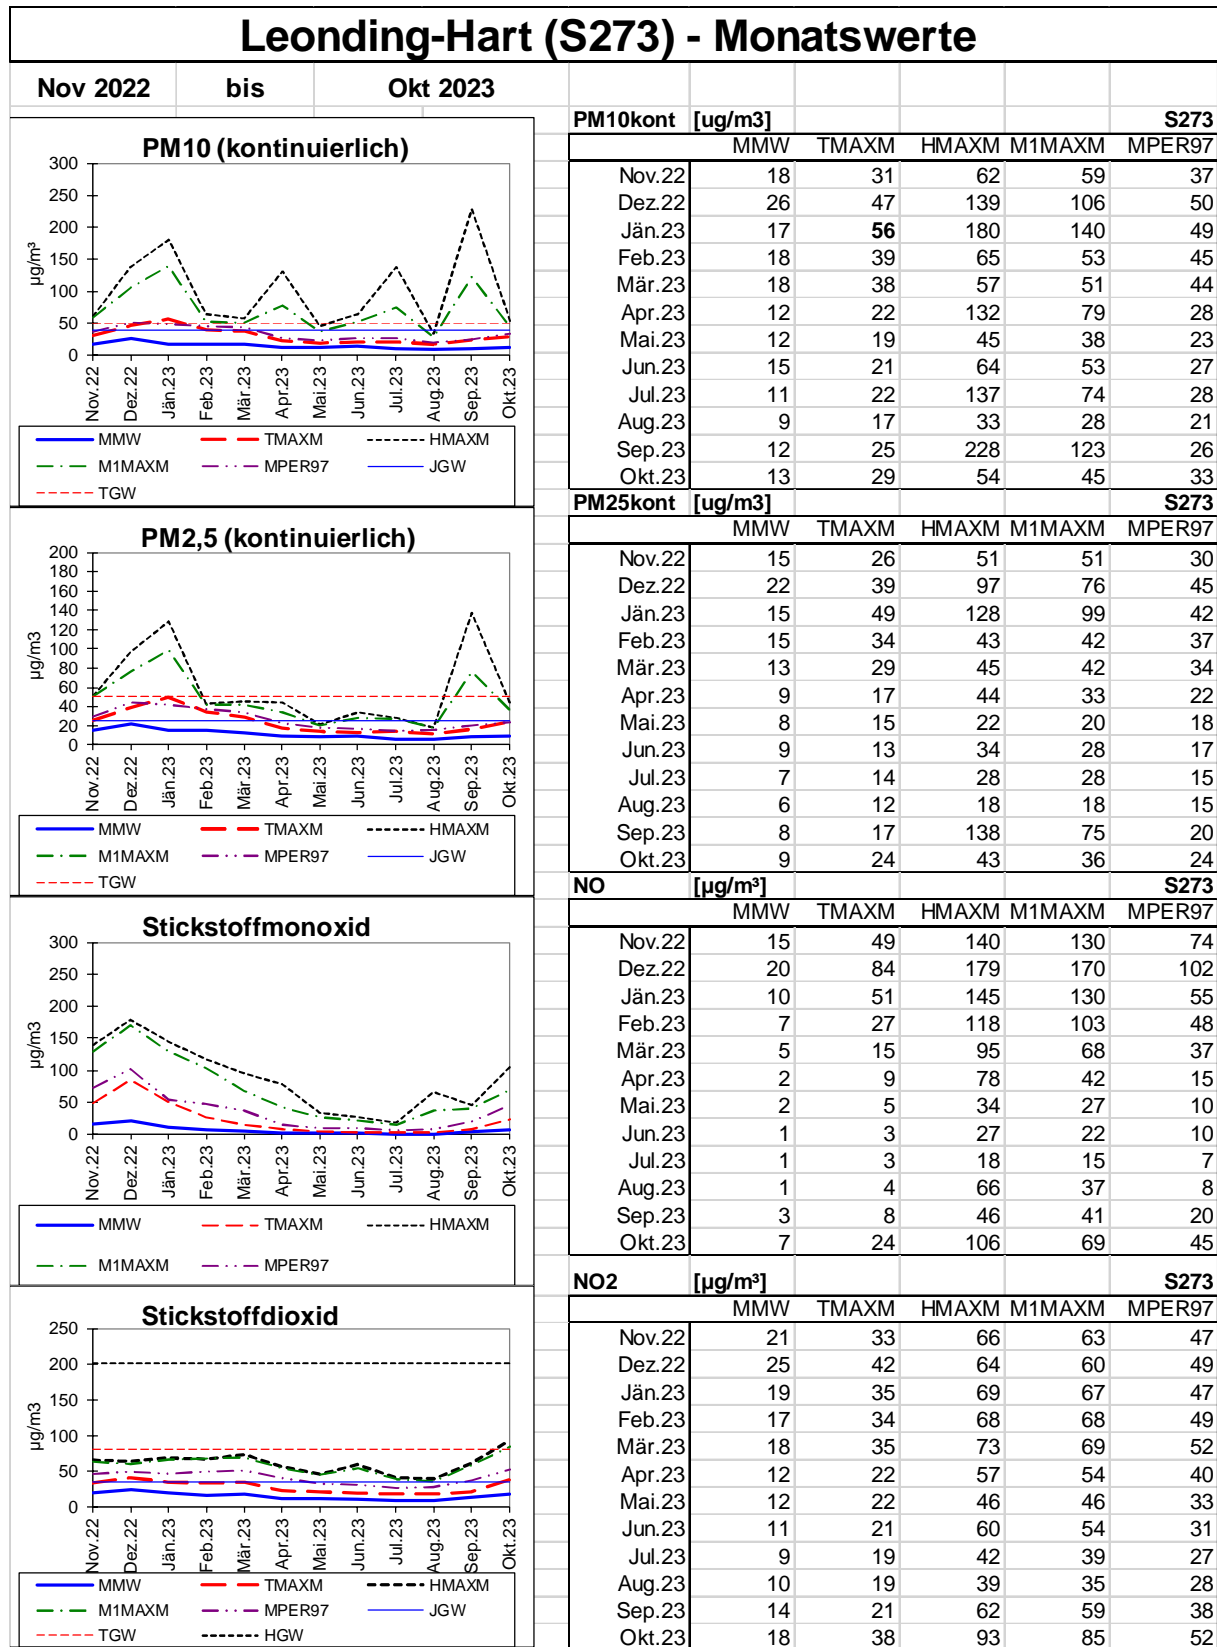 Leonding-Hart (S273) - Monatswerte
Nov 2022 bis Okt 2023
PM10 (kontinuierlich)
µg/m³
300
250
200
150
100
50
0
Nov.22 Dez.22 Jän.23 Feb.23 Mär.23 Apr.23 Mai.23 Jun.23 Jul.23 Aug.23 Sep.23 Okt.23
MMW TMAXM HMAXM
M1MAXM MPER97 JGW
TGW
PM10kont [ug/m3] S273
MMW TMAXM HMAXM M1MAXM MPER97
Nov.22 18 31 62 59 37
Dez.22 26 47 139 106 50
Jän.23 17 56 180 140 49
Feb.23 18 39 65 53 45
Mär.23 18 38 57 51 44
Apr.23 12 22 132 79 28
Mai.23 12 19 45 38 23
Jun.23 15 21 64 53 27
Jul.23 11 22 137 74 28
Aug.23 9 17 33 28 21
Sep.23 12 25 228 123 26
Okt.23 13 29 54 45 33
PM2,5 (kontinuierlich)
µg/m3
200
180
160
140
120
100
80
60
40
20
0
Nov.22 Dez.22 Jän.23 Feb.23 Mär.23 Apr.23 Mai.23 Jun.23 Jul.23 Aug.23 Sep.23 Okt.23
MMW TMAXM HMAXM
M1MAXM MPER97 JGW
TGW
PM25kont [ug/m3] S273
MMW TMAXM HMAXM M1MAXM MPER97
Nov.22 15 26 51 51 30
Dez.22 22 39 97 76 45
Jän.23 15 49 128 99 42
Feb.23 15 34 43 42 37
Mär.23 13 29 45 42 34
Apr.23 9 17 44 33 22
Mai.23 8 15 22 20 18
Jun.23 9 13 34 28 17
Jul.23 7 14 28 28 15
Aug.23 6 12 18 18 15
Sep.23 8 17 138 75 20
Okt.23 9 24 43 36 24
Stickstoffmonoxid
µg/m3
300
250
200
150
100
50
0
Nov.22 Dez.22 Jän.23 Feb.23 Mär.23 Apr.23 Mai.23 Jun.23 Jul.23 Aug.23 Sep.23 Okt.23
MMW TMAXM HMAXM
M1MAXM MPER97
NO [µg/m³] S273
MMW TMAXM HMAXM M1MAXM MPER97
Nov.22 15 49 140 130 74
Dez.22 20 84 179 170 102
Jän.23 10 51 145 130 55
Feb.23 7 27 118 103 48
Mär.23 5 15 95 68 37
Apr.23 2 9 78 42 15
Mai.23 2 5 34 27 10
Jun.23 1 3 27 22 10
Jul.23 1 3 18 15 7
Aug.23 1 4 66 37 8
Sep.23 3 8 46 41 20
Okt.23 7 24 106 69 45
Stickstoffdioxid
µg/m3
250
200
150
100
50
0
Nov.22 Dez.22 Jän.23 Feb.23 Mär.23 Apr.23 Mai.23 Jun.23 Jul.23 Aug.23 Sep.23 Okt.23
MMW TMAXM HMAXM
M1MAXM MPER97 JGW
TGW HGW
NO2 [µg/m³] S273
MMW TMAXM HMAXM M1MAXM MPER97
Nov.22 21 33 66 63 47
Dez.22 25 42 64 60 49
Jän.23 19 35 69 67 47
Feb.23 17 34 68 68 49
Mär.23 18 35 73 69 52
Apr.23 12 22 57 54 40
Mai.23 12 22 46 46 33
Jun.23 11 21 60 54 31
Jul.23 9 19 42 39 27
Aug.23 10 19 39 35 28
Sep.23 14 21 62 59 38
Okt.23 18 38 93 85 52